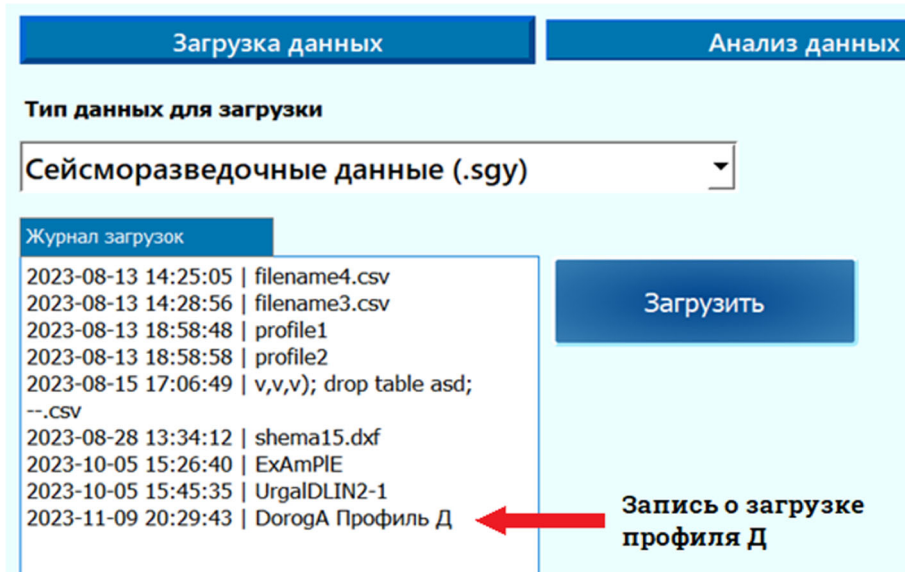 Загрузка данных
Анализ данных
Тип данных для загрузки
Сейсморазведочные данные (.sgy)
Журнал загрузок
2023-08-13 14:25:05 | filename4.csv
2023-08-13 14:28:56 | filename3.csv
2023-08-13 18:58:48 | profile1
2023-08-13 18:58:58 | profile2
2023-08-15 17:06:49 | v,v,v); drop table asd;
--.csv
2023-08-28 13:34:12 | shema15.dxf
2023-10-05 15:26:40 | ExAmPlE
2023-10-05 15:45:35 | UrgalDLIN2-1
2023-11-09 20:29:43 | DorogA Профиль Д
Загрузить
Запись о загрузке
профиля Д